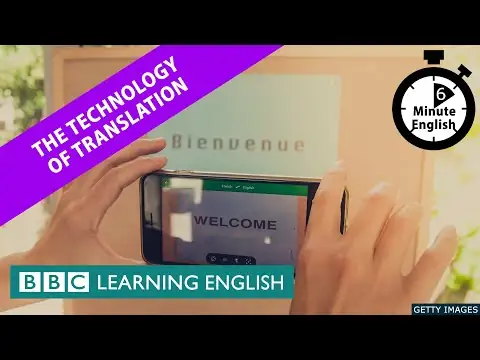 THE TECHNOLOGY
OF TRANSLATION
6
Minute
English
Bienvenue
WELCOME
BBC LEARNING ENGLISH
GETTY IMAGES